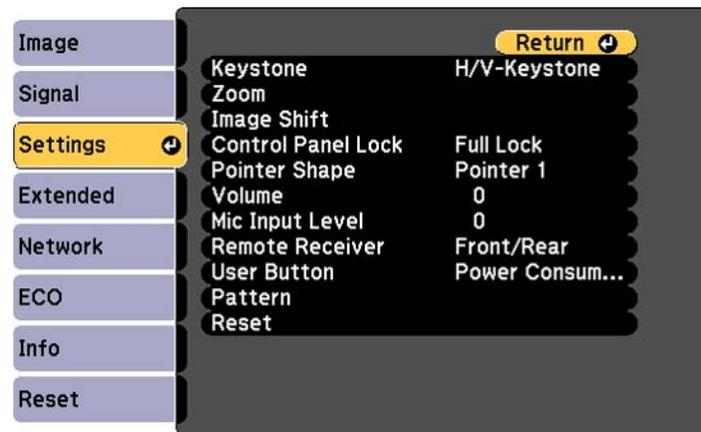 Image
Signal
Settings
Extended
Network
ECO
Info
Reset
Return
Keystone H/V-Keystone
Zoom
Image Shift
Control Panel Lock Full Lock
Pointer Shape Pointer 1
Volume 0
Mic Input Level 0
Remote Receiver Front/Rear
User Button Power Consum...
Pattern
Reset